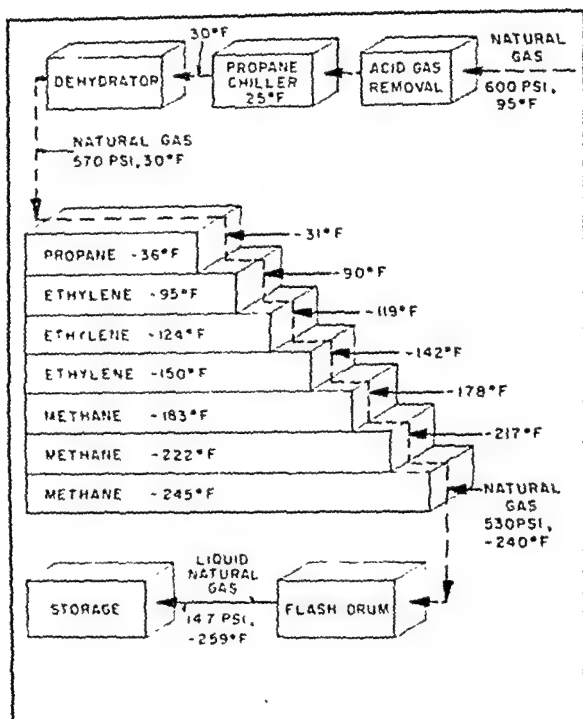 30°F
NATURAL
GAS
DEHYDRATOR
PROPANE
CHILLER
25°F
ACID GAS
REMOVAL
600 PSI,
95°F
NATURAL GAS
570 PSI, 30°F
-31°F
PROPANE -36°F
-90°F
ETHYLENE -95°F
-119°F
ETHYLENE -124°F
-142°F
ETHYLENE -150°F
-178°F
METHANE -183°F
-217°F
METHANE -222°F
METHANE -245°F
NATURAL
GAS
530PSI,
-240°F
LIQUID
NATURAL
GAS
STORAGE
FLASH DRUM
147 PSI,
-259°F